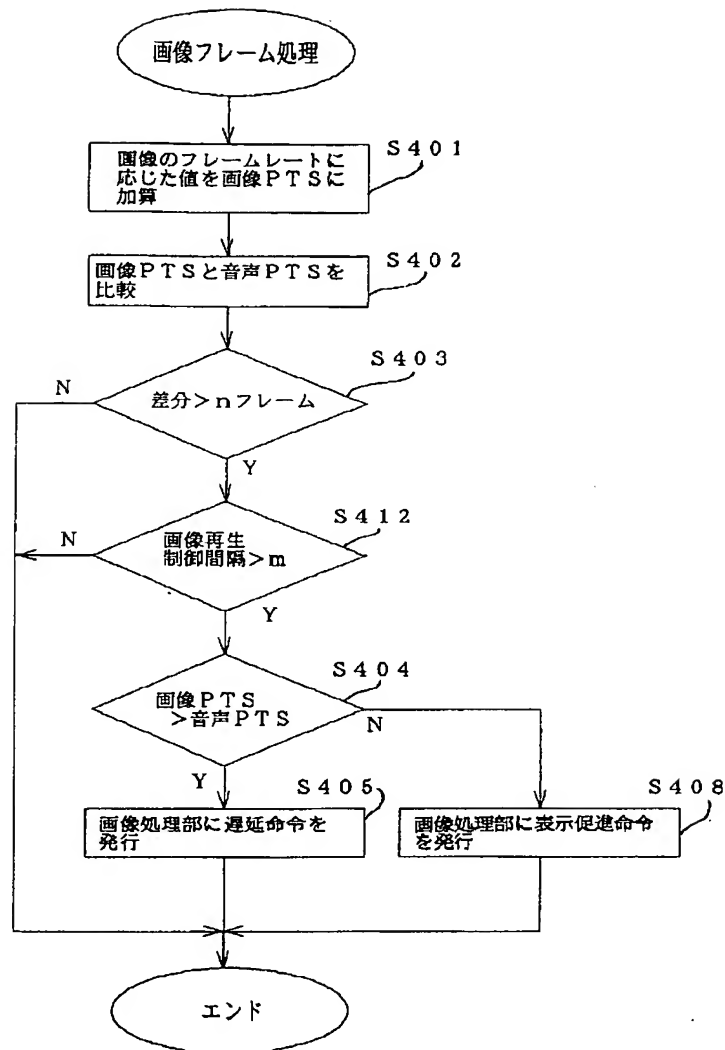 画像フレーム処理
S401
画像のフレームレートに
応じた値を画像PTSに
加算
S402
画像PTSと音声PTSを
比較
S403
N
差分>nフレーム
Y
S412
N
画像再生
制御間隔>m
Y
S404
画像PTS
>音声PTS
N
Y
S405
S408
画像処理部に遅延命令を
発行
画像処理部に表示促進命令
を発行
エンド